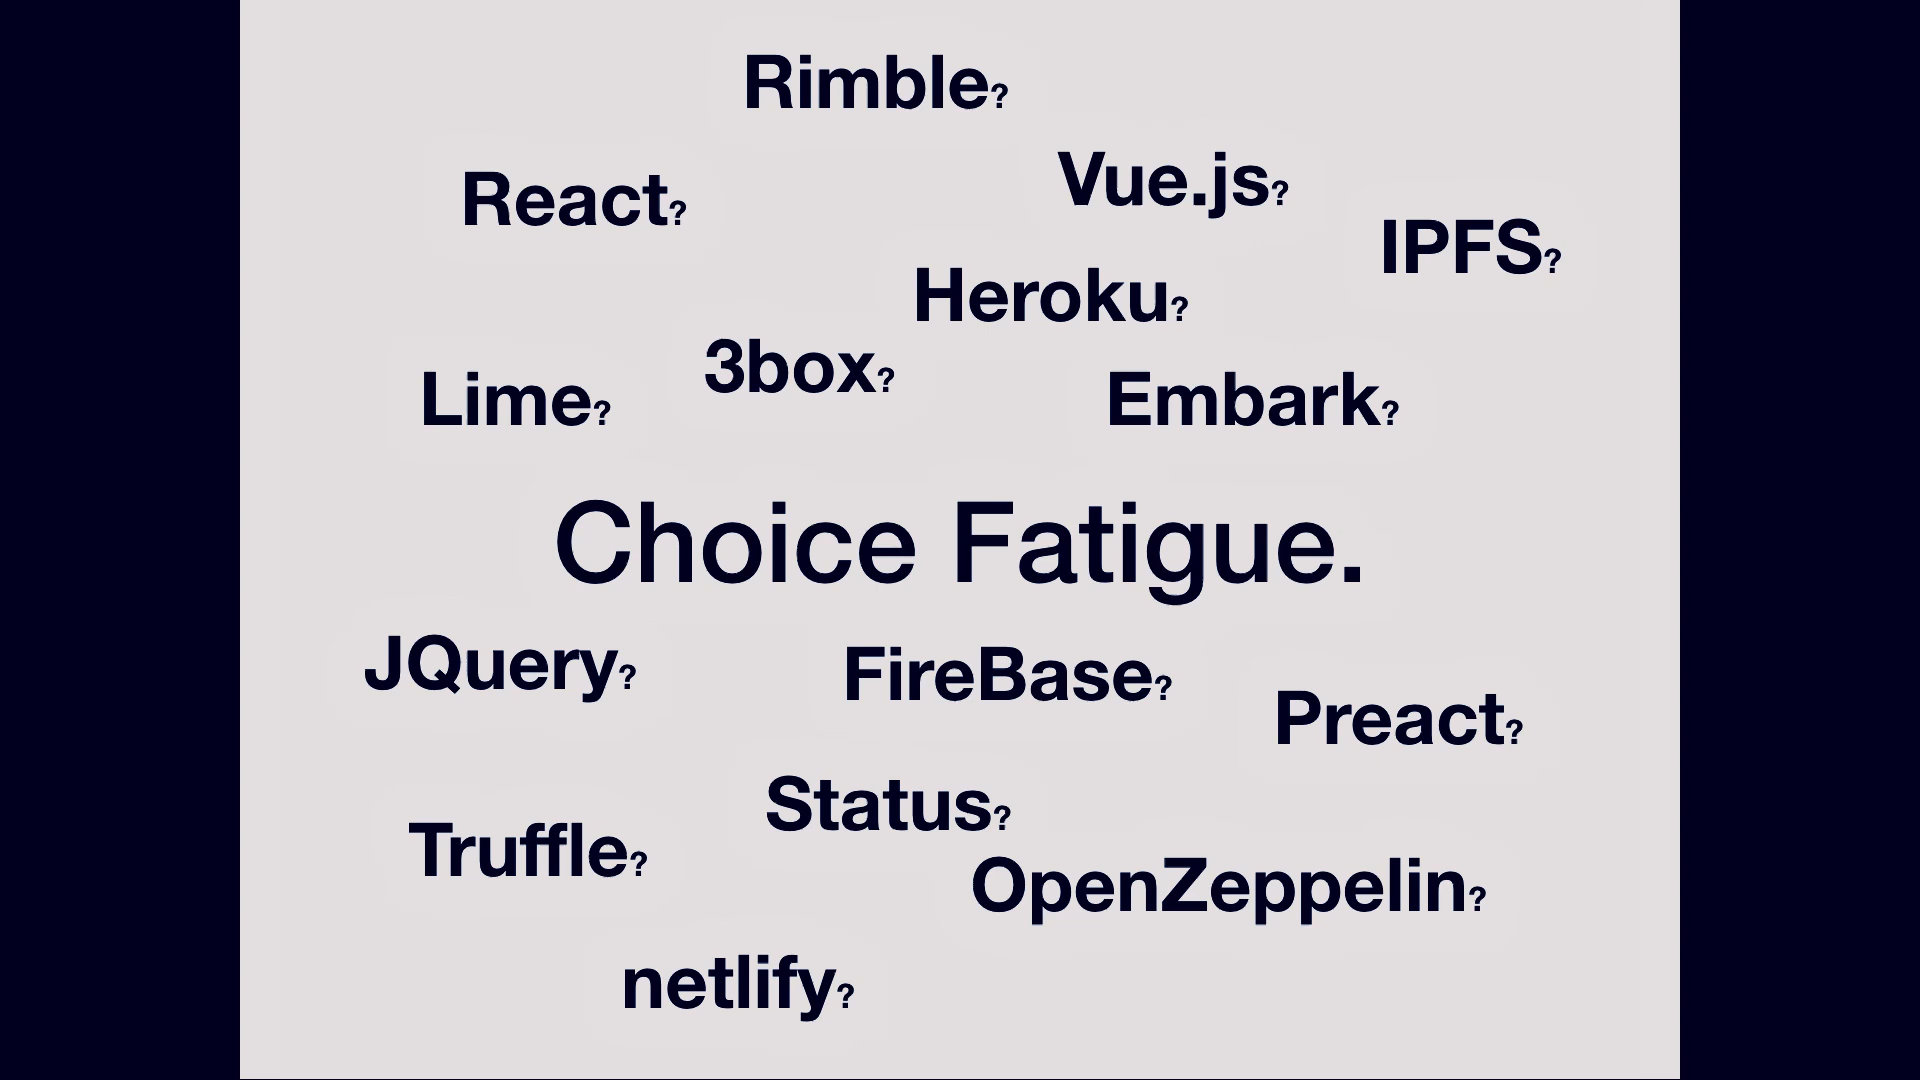 Rimble?
Vue.js?
React?
IPFS?
Heroku?
3box?
Lime?
Embark?
Choice Fatigue.
JQuery?
FireBase?
Preact?
Status?
Truffle?
OpenZeppelin?
netlify?